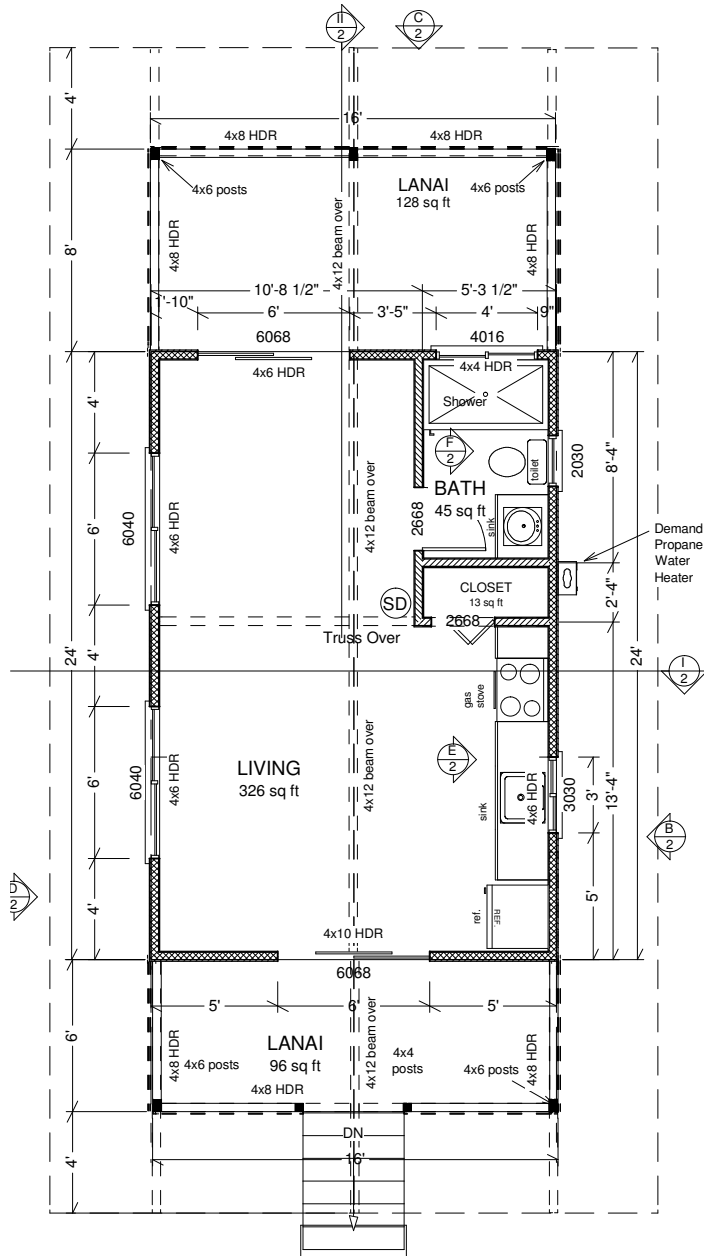 II
2
C
2
4'
16'
4x8 HDR
4x8 HDR
4x6 posts
LANAI
128 sq ft
4x6 posts
4x8 HDR
4x12 beam over
4x8 HDR
8'
10'-8 1/2"
5'-3 1/2"
1'-10"
6'
3'-5"
4'
9"
6068
4016
4x6 HDR
4x4 HDR
Shower
4'
F
2
BATH
45 sq ft
toilet
2030
8'-4"
6040
4x6 HDR
6'
4x12 beam over
2668
sink
Demand
Propane
Water
Heater
CLOSET
13 sq ft
SD
2668
2'-4"
Truss Over
4'
24'
24'
I
2
gas
stove
6040
4x6 HDR
6'
LIVING
326 sq ft
4x12 beam over
E
2
sink
4x6 HDR
3030
3'
13'-4"
B
2
D
2
4'
5'
ref.
REF.
4x10 HDR
6068
5'
6'
5'
6'
4x8 HDR
LANAI
96 sq ft
4x6 posts
4x8 HDR
4x12 beam over
4x4
posts
4x6 posts
4x8 HDR
DN
16'
4'